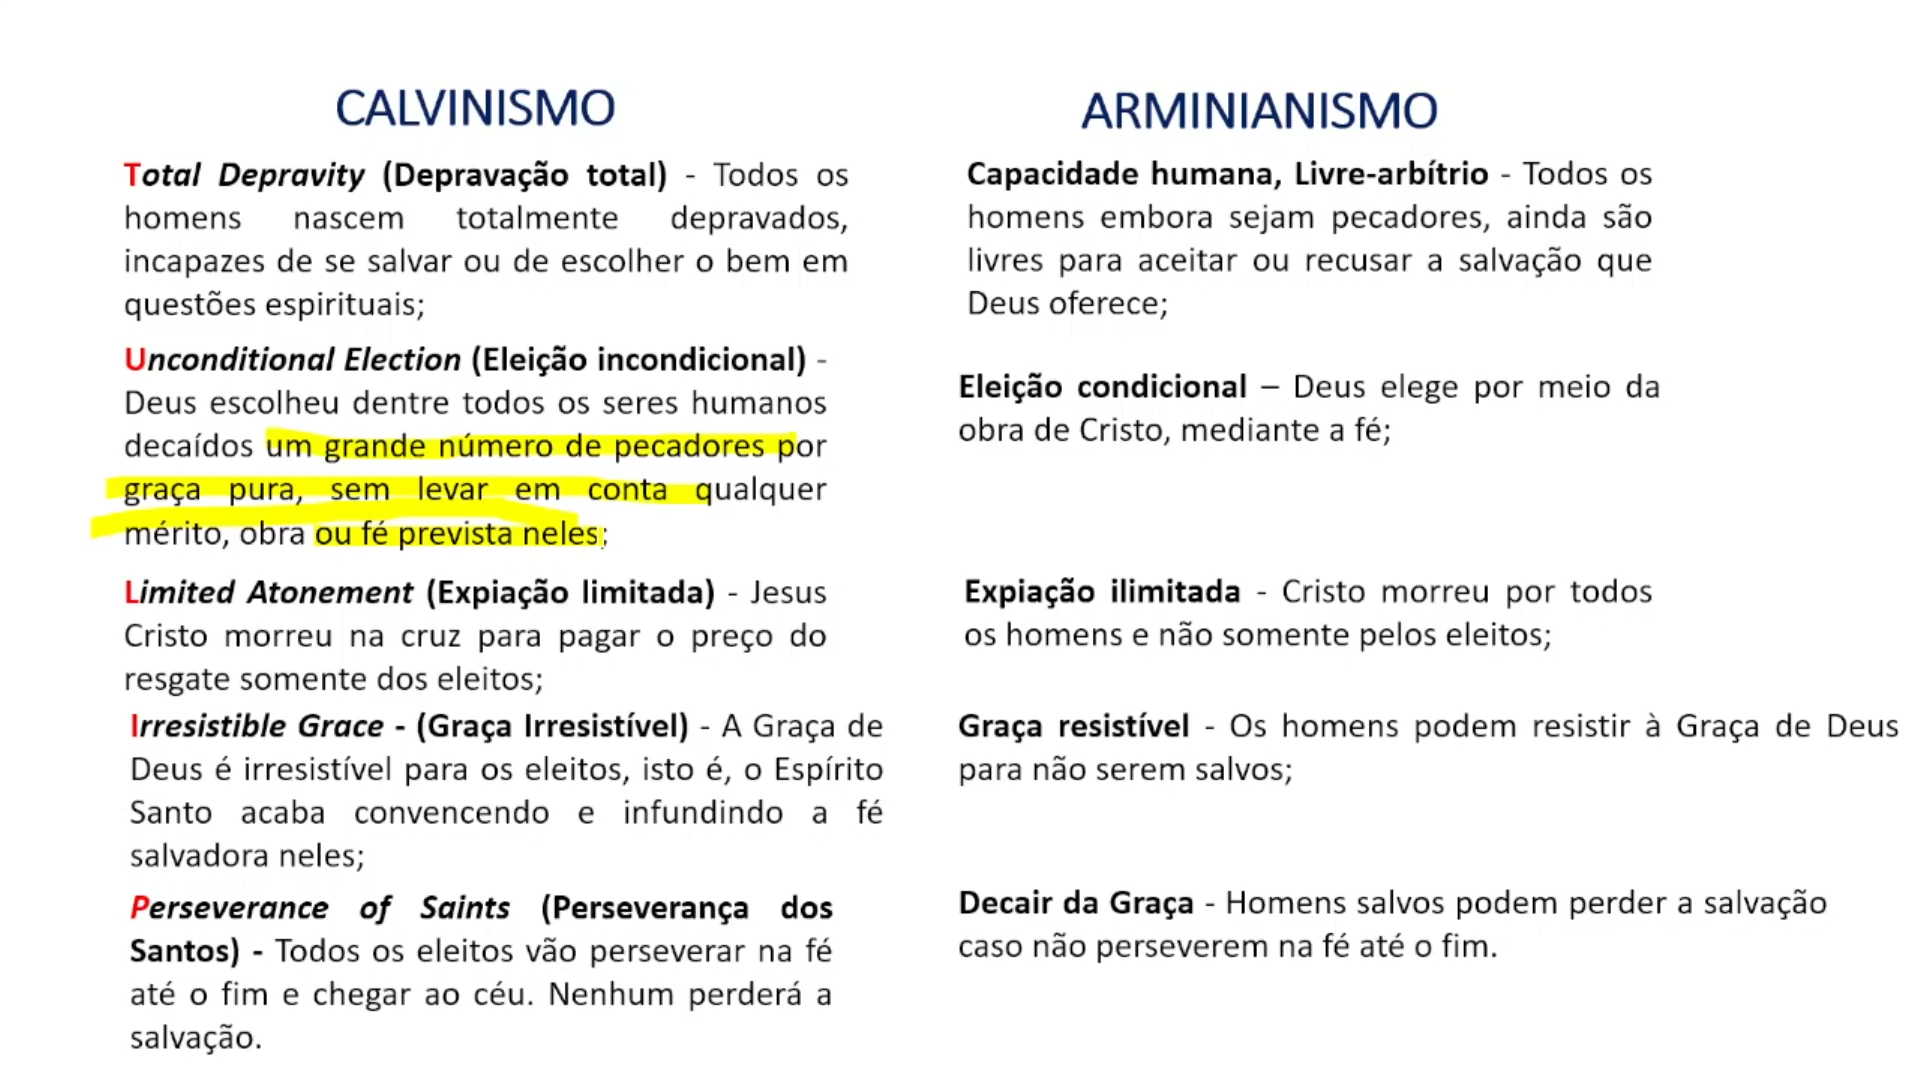 CALVINISMO
Total Depravity (Depravação total) - Todos os
homens nascem totalmente depravados,
incapazes de se salvar ou de escolher o bem em
questões espirituais;
Unconditional Election (Eleição incondicional) -
Deus escolheu dentre todos os seres humanos
decaídos um grande número de pecadores por
graça pura, sem levar em conta qualquer
mérito, obra ou fé prevista neles;
Limited Atonement (Expiação limitada) - Jesus
Cristo morreu na cruz para pagar o preço do
resgate somente dos eleitos;
Irresistible Grace - (Graça Irresistível) - A Graça de
Deus é irresistível para os eleitos, isto é, o Espírito
Santo acaba convencendo e infundindo a fé
salvadora neles;
Perseverance of Saints (Perseverança dos
Santos) - Todos os eleitos vão perseverar na fé
até o fim e chegar ao céu. Nenhum perderá a
salvação.
ARMINIANISMO
Capacidade humana, Livre-arbítrio - Todos os
homens embora sejam pecadores, ainda são
livres para aceitar ou recusar a salvação que
Deus oferece;
Eleição condicional – Deus elege por meio da
obra de Cristo, mediante a fé;
Expiação ilimitada - Cristo morreu por todos
os homens e não somente pelos eleitos;
Graça resistível - Os homens podem resistir à Graça de Deus
para não serem salvos;
Decair da Graça - Homens salvos podem perder a salvação
caso não perseverem na fé até o fim.